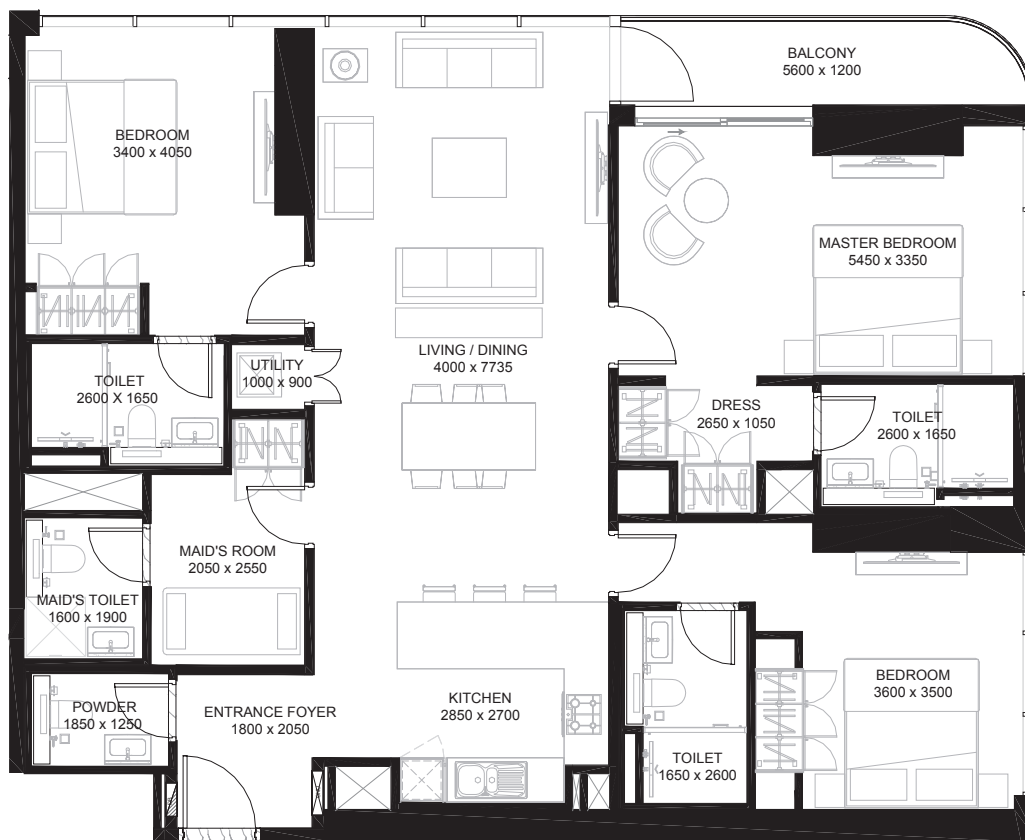 BALCONY
5600 x 1200
BEDROOM
3400 x 4050
MASTER BEDROOM
5450 x 3350
LIVING / DINING
4000 x 7735
UTILITY
1000 x 900
TOILET
2600 X 1650
DRESS
2650 x 1050
TOILET
2600 x 1650
MAID'S ROOM
2050 x 2550
MAID'S TOILET
1600 x 1900
POWDER
1850 x 1250
ENTRANCE FOYER
1800 x 2050
KITCHEN
2850 x 2700
BEDROOM
3600 x 3500
TOILET
1650 x 2600